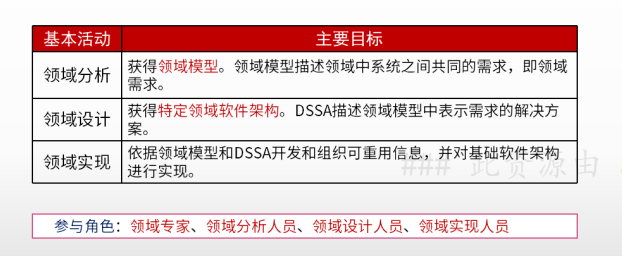 基本活动 主要目标
领域分析 获得领域模型。领域模型描述领域中系统之间共同的需求，即领域
需求。
领域设计 获得特定领域软件架构。DSSA描述领域模型中表示需求的解决方
案。
领域实现 依据领域模型和DSSA开发和组织可重用信息，并对基础软件架构
进行实现。
### 此资源由
参与角色：领域专家、领域分析人员、领域设计人员、领域实现人员